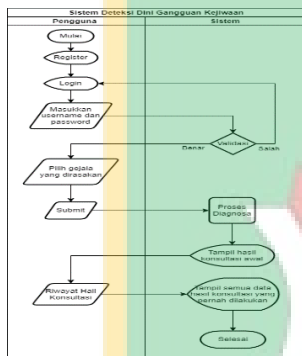 Sistem Deteksi Dini Gangguan Kejiwaan
Pengguna
Sistem
Mulai
Register
Login
Masukkan
username dan
password
Validasi
Benar
Salah
Pilih gejala
yang dirasakan
Submit
Proses
Diagnosa
Tampil hasil
konsultasi awal
Riwayat Hail
Konsultasi
Tampil semua data
hasil konsultasi yang
pernah dilakukan
Selesai